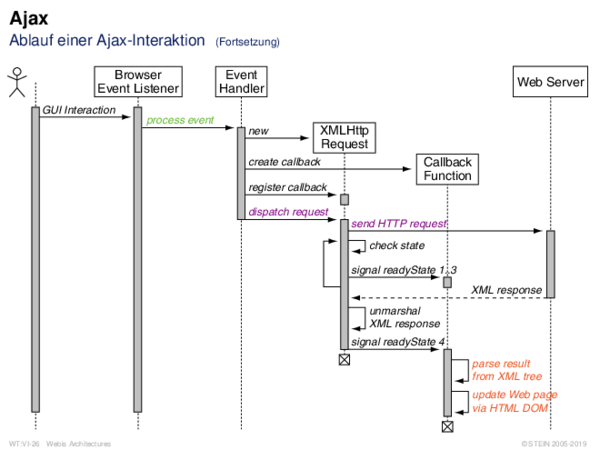 Ajax
Ablauf einer Ajax-Interaktion (Fortsetzung)
Browser
Event Listener
Event
Handler
Web Server
GUI Interaction
process event
new
XMLHttp
Request
create callback
Callback
Function
register callback
dispatch request
send HTTP request
check state
signal readyState 1..3
XML response
unmarshal
XML response
signal readyState 4
parse result
from XML tree
update Web page
via HTML DOM
WT:VI-26 Webis Architectures
© STEIN 2005-2019